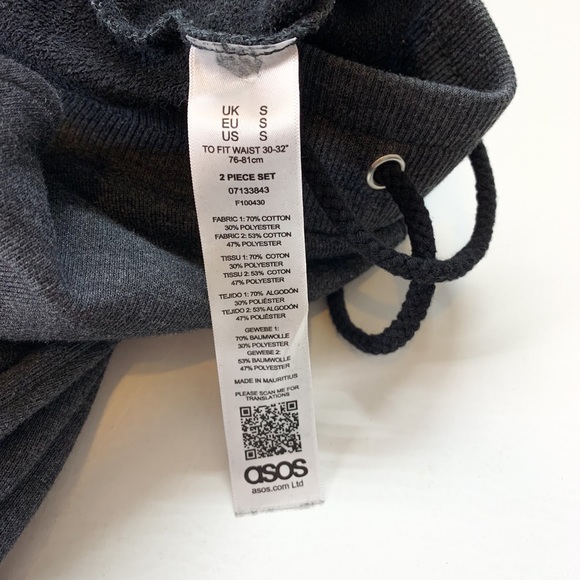 UK S
EU S
US S
TO FIT WAIST 30-32"
76-81cm
2 PIECE SET
07133843
F100430
FABRIC 1: 70% COTTON
30% POLYESTER
FABRIC 2: 53% COTTON
47% POLYESTER
TISSU 1: 70% COTON
30% POLYESTER
TISSU 2: 53% COTON
47% POLYESTER
TEJIDO 1: 70% ALGODÓN
30% POLIÉSTER
TEJIDO 2: 53% ALGODÓN
47% POLIÉSTER
GEWEBE 1:
70% BAUMWOLLE
30% POLYESTER
GEWEBE 2:
53% BAUMWOLLE
47% POLYESTER
MADE IN MAURITIUS
PLEASE SCAN ME FOR
TRANSLATIONS
asos
asos.com Ltd